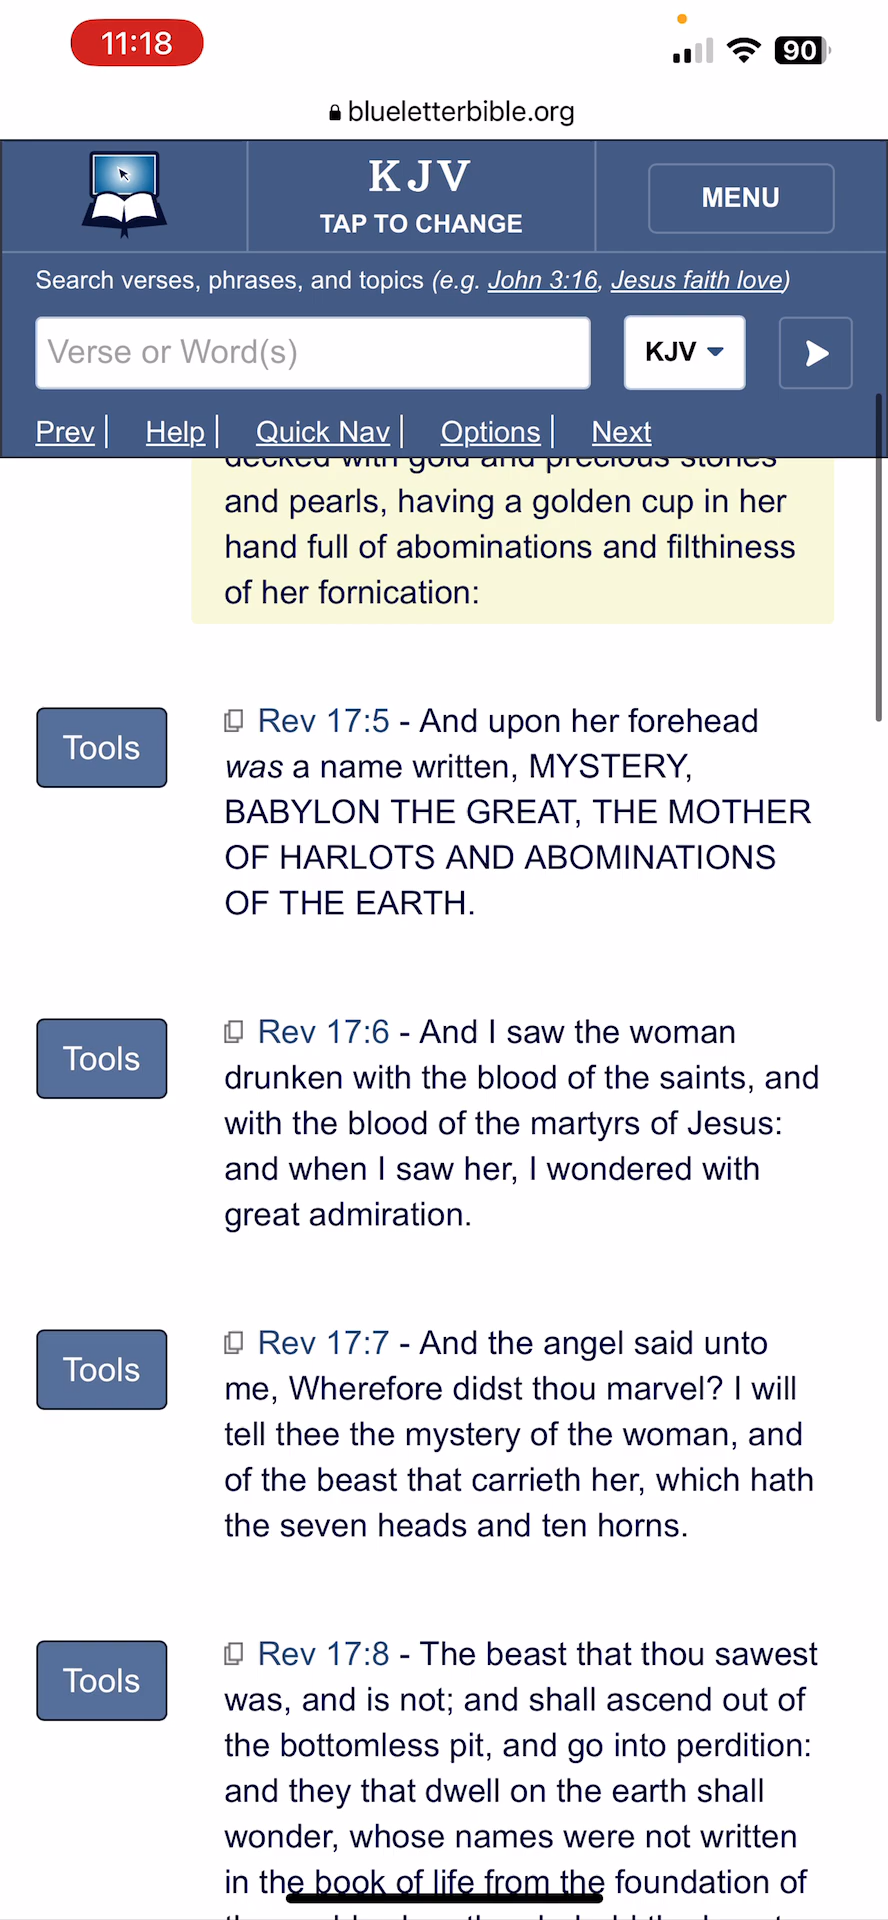 11:18
90
blueletterbible.org
KJV
TAP TO CHANGE
MENU
Search verses, phrases, and topics (e.g. John 3:16, Jesus faith love)
Verse or Word(s)
KJV
Prev | Help | Quick Nav | Options | Next
decked with gold and precious stones
and pearls, having a golden cup in her
hand full of abominations and filthiness
of her fornication:
Tools
Rev 17:5 - And upon her forehead
was a name written, MYSTERY,
BABYLON THE GREAT, THE MOTHER
OF HARLOTS AND ABOMINATIONS
OF THE EARTH.
Tools
Rev 17:6 - And I saw the woman
drunken with the blood of the saints, and
with the blood of the martyrs of Jesus:
and when I saw her, I wondered with
great admiration.
Tools
Rev 17:7 - And the angel said unto
me, Wherefore didst thou marvel? I will
tell thee the mystery of the woman, and
of the beast that carrieth her, which hath
the seven heads and ten horns.
Tools
Rev 17:8 - The beast that thou sawest
was, and is not; and shall ascend out of
the bottomless pit, and go into perdition:
and they that dwell on the earth shall
wonder, whose names were not written
in the book of life from the foundation of